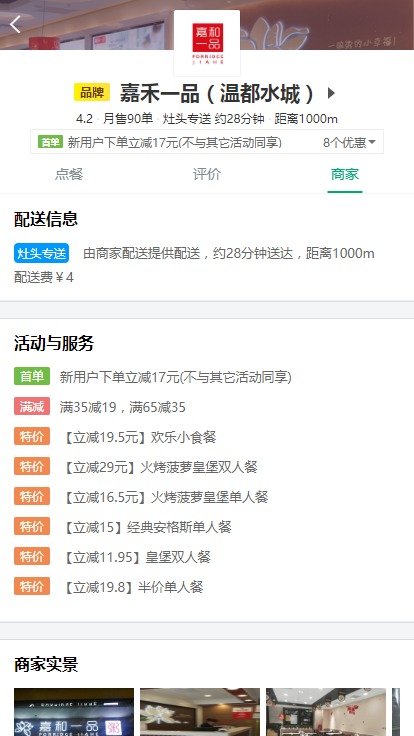 嘉和
一品
PORRIDGE
JIAHE
品牌 嘉禾一品（温都水城）
4.2 · 月售90单 · 灶头专送 约28分钟 · 距离1000m
首单 新用户下单立减17元(不与其它活动同享) 8个优惠
点餐 评价 商家
配送信息
灶头专送 由商家配送提供配送，约28分钟送达，距离1000m
配送费￥4
活动与服务
首单 新用户下单立减17元(不与其它活动同享)
满减 满35减19，满65减35
特价 【立减19.5元】欢乐小食餐
特价 【立减29元】火烤菠萝皇堡双人餐
特价 【立减16.5元】火烤菠萝皇堡单人餐
特价 【立减15】经典安格斯单人餐
特价 【立减11.95】皇堡双人餐
特价 【立减19.8】半价单人餐
商家实景
PORRIDGE JIAHE
嘉和一品